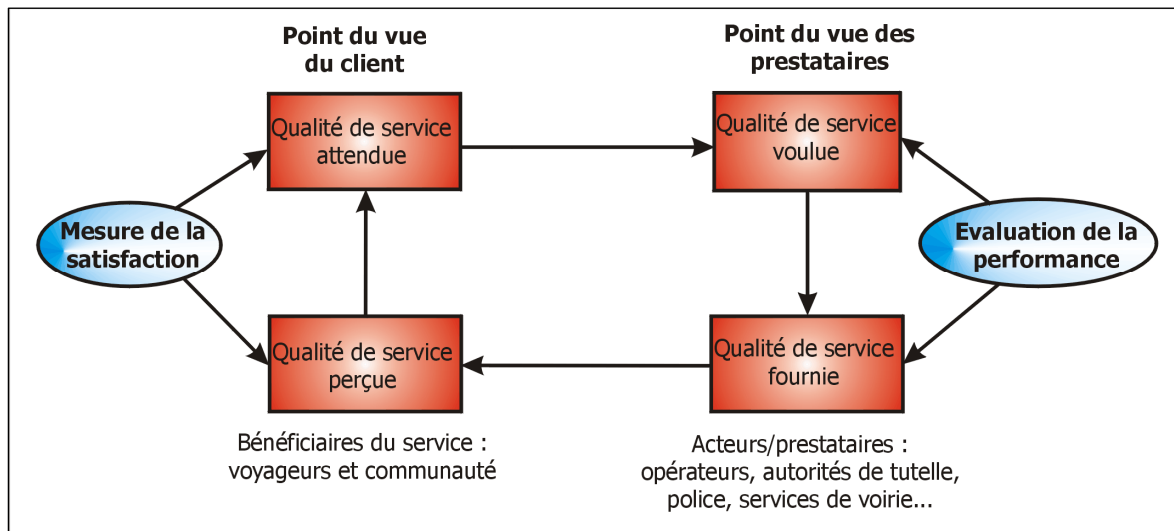 Point du vue
du client
Point du vue des
prestataires
Qualité de service
attendue
Qualité de service
voulue
Mesure de la
satisfaction
Evaluation de la
performance
Qualité de service
perçue
Qualité de service
fournie
Bénéficiaires du service :
voyageurs et communauté
Acteurs/prestataires :
opérateurs, autorités de tutelle,
police, services de voirie...